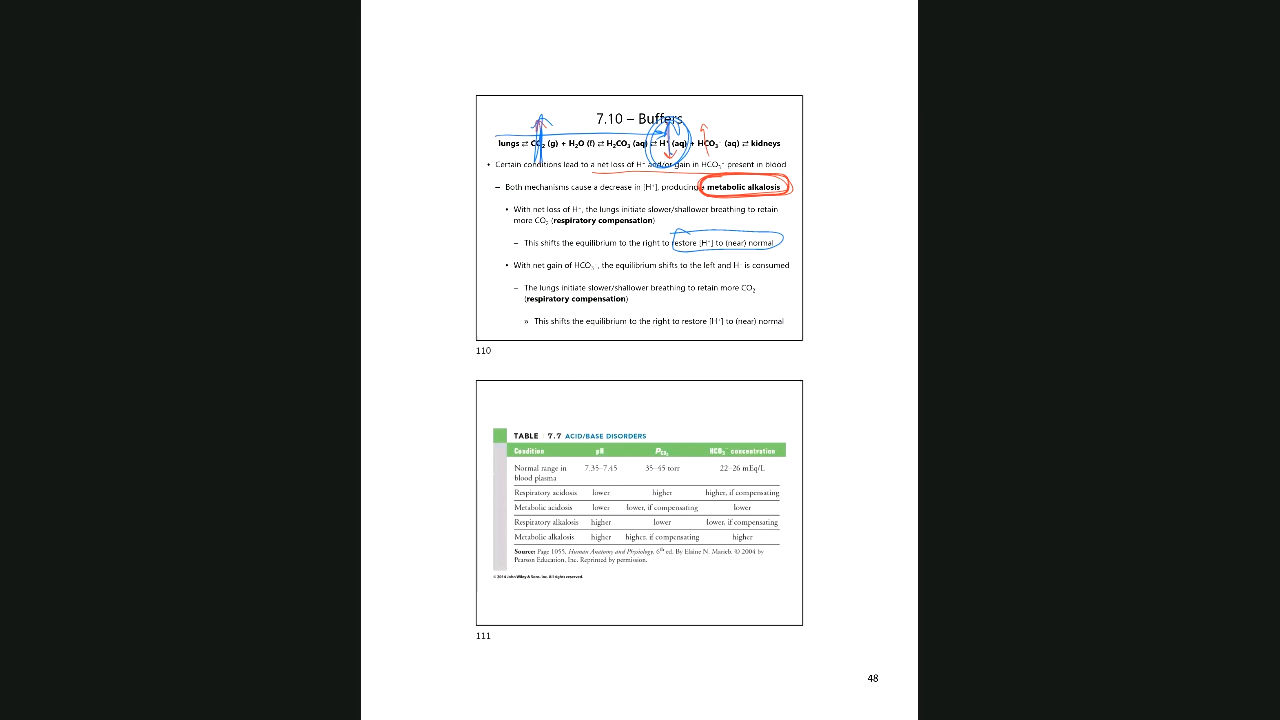 7.10 – Buffers
lungs ⇄ CO₂ (g) + H₂O (ℓ) ⇄ H₂CO₃ (aq) ⇄ H⁺ (aq) + HCO₃⁻ (aq) ⇄ kidneys
• Certain conditions lead to a net loss of H⁺ and/or gain in HCO₃⁻ present in blood
– Both mechanisms cause a decrease in [H⁺], producing a metabolic alkalosis
• With net loss of H⁺, the lungs initiate slower/shallower breathing to retain
more CO₂ (respiratory compensation)
– This shifts the equilibrium to the right to restore [H⁺] to (near) normal
• With net gain of HCO₃⁻, the equilibrium shifts to the left and H⁺ is consumed
– The lungs initiate slower/shallower breathing to retain more CO₂
(respiratory compensation)
» This shifts the equilibrium to the right to restore [H⁺] to (near) normal
110
TABLE 7.7 ACID/BASE DISORDERS
Condition pH PCO₂ HCO₃⁻ concentration
Normal range in 7.35–7.45 35–45 torr 22–26 mEq/L
blood plasma
Respiratory acidosis lower higher higher, if compensating
Metabolic acidosis lower lower, if compensating lower
Respiratory alkalosis higher lower lower, if compensating
Metabolic alkalosis higher higher, if compensating higher
Source: Page 1055, Human Anatomy and Physiology, 6th ed. By Elaine N. Marieb. © 2004 by
Pearson Education, Inc. Reprinted by permission.
© 2014 John Wiley & Sons, Inc. All rights reserved.
111
48